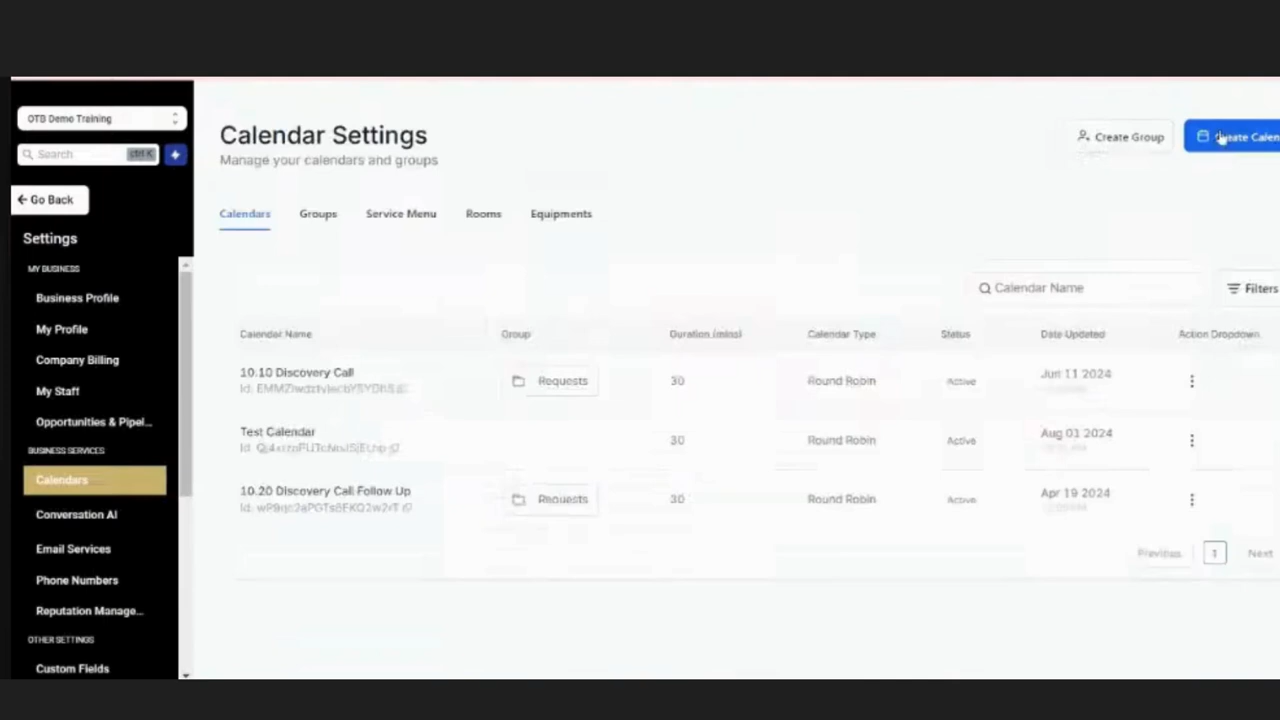 OTB Demo Training
Search
ctrl K
Go Back
Settings
MY BUSINESS
Business Profile
My Profile
Company Billing
My Staff
Opportunities & Pipel...
BUSINESS SERVICES
Calendars
Conversation AI
Email Services
Phone Numbers
Reputation Manage...
OTHER SETTINGS
Custom Fields
Calendar Settings
Manage your calendars and groups
Create Group
Calendars Groups Service Menu Rooms Equipments
Calendar Name
Filters
Calendar Name Group Duration (mins) Calendar Type Status Date Updated Action Dropdown
10.10 Discovery Call Requests 30 Round Robin Active Jun 11 2024
Id:
Test Calendar 30 Round Robin Active Aug 01 2024
Id:
10.20 Discovery Call Follow Up Requests 30 Round Robin Active Apr 19 2024
Id:
Previous 1 Next